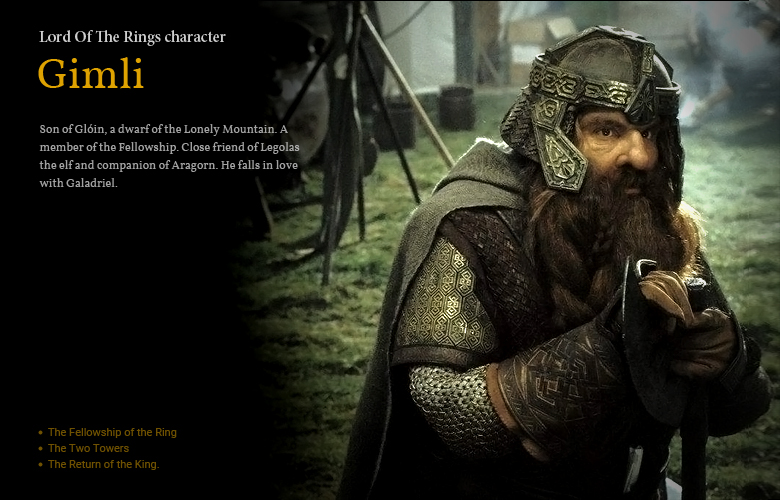 Lord Of The Rings character
Gimli
Son of Glóin, a dwarf of the Lonely Mountain. A
member of the Fellowship. Close friend of Legolas
the elf and companion of Aragorn. He falls in love
with Galadriel.
• The Fellowship of the Ring
• The Two Towers
• The Return of the King.